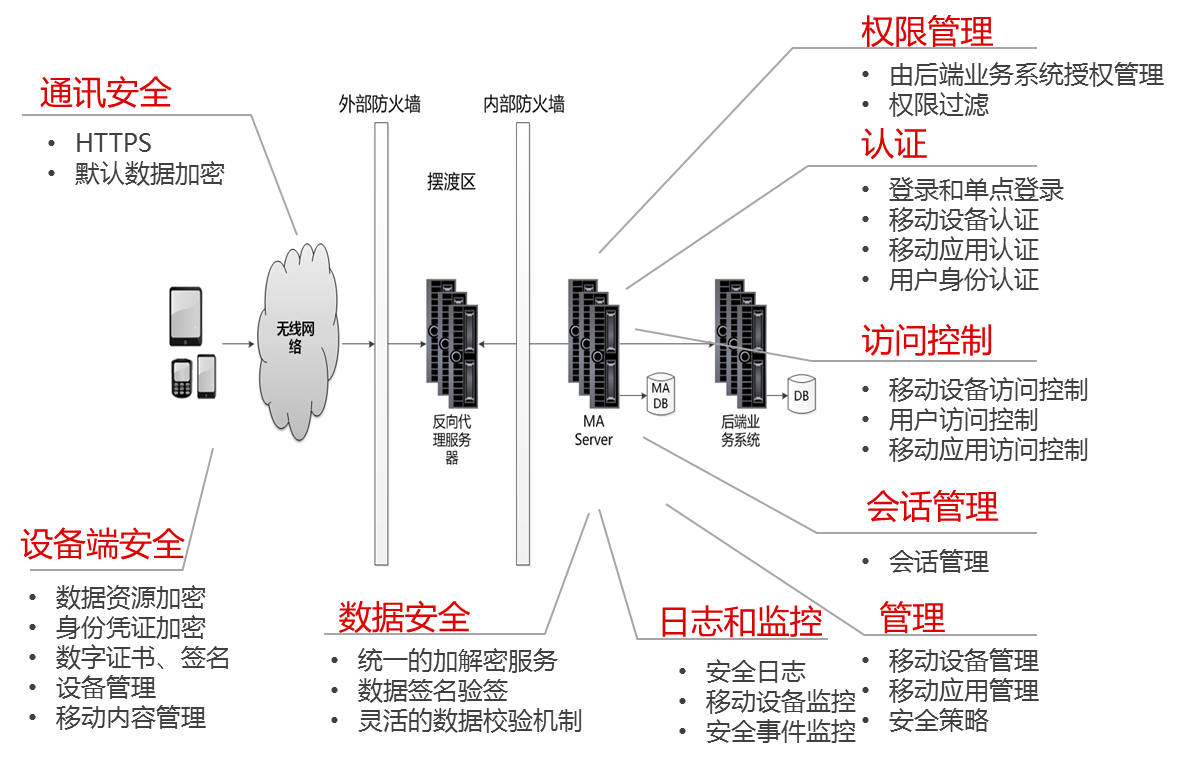 通讯安全
• HTTPS
• 默认数据加密
外部防火墙
内部防火墙
摆渡区
权限管理
• 由后端业务系统授权管理
• 权限过滤
认证
• 登录和单点登录
• 移动设备认证
• 移动应用认证
• 用户身份认证
无线网
络
反向代
理服务
器
MA
Server
MA
DB
后端业
务系统
DB
访问控制
• 移动设备访问控制
• 用户访问控制
• 移动应用访问控制
会话管理
• 会话管理
设备端安全
• 数据资源加密
• 身份凭证加密
• 数字证书、签名
• 设备管理
• 移动内容管理
数据安全
• 统一的加解密服务
• 数据签名验签
• 灵活的数据校验机制
日志和监控
• 安全日志
• 移动设备监控
• 安全事件监控
管理
• 移动设备管理
• 移动应用管理
• 安全策略